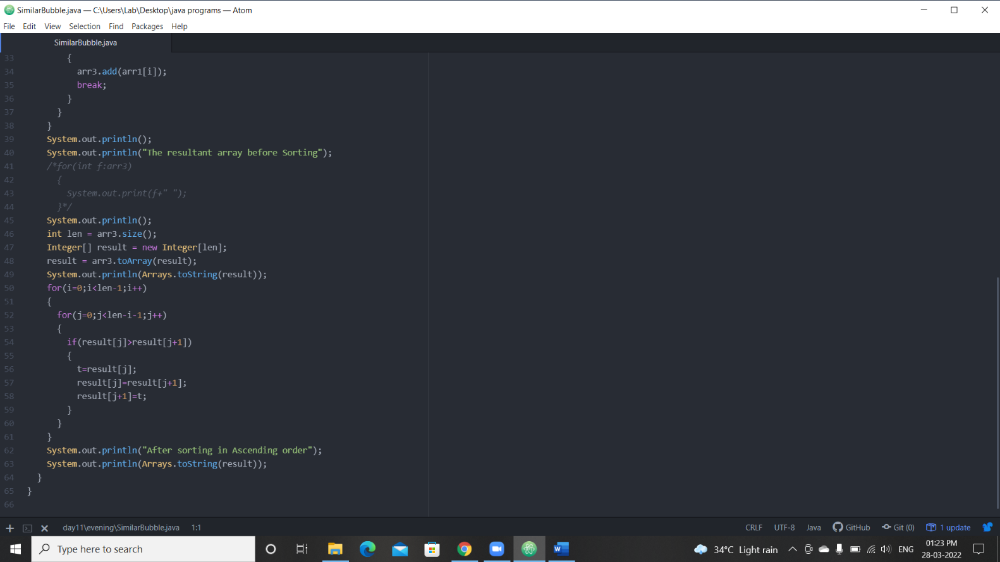 SimilarBubble.java — C:\Users\Lab\Desktop\java programs — Atom
File Edit View Selection Find Packages Help
SimilarBubble.java
33 {
34 arr3.add(arr1[i]);
35 break;
36 }
37 }
38 }
39 System.out.println();
40 System.out.println("The resultant array before Sorting");
41 /*for(int f:arr3)
42 {
43 System.out.print(f+" ");
44 }*/
45 System.out.println();
46 int len = arr3.size();
47 Integer[] result = new Integer[len];
48 result = arr3.toArray(result);
49 System.out.println(Arrays.toString(result));
50 for(i=0;i<len-1;i++)
51 {
52 for(j=0;j<len-i-1;j++)
53 {
54 if(result[j]>result[j+1])
55 {
56 t=result[j];
57 result[j]=result[j+1];
58 result[j+1]=t;
59 }
60 }
61 }
62 System.out.println("After sorting in Ascending order");
63 System.out.println(Arrays.toString(result));
64 }
65 }
66
day11\evening\SimilarBubble.java 1:1 CRLF UTF-8 Java GitHub Git (0) 1 update
Type here to search 34°C Light rain ENG 01:23 PM
28-03-2022